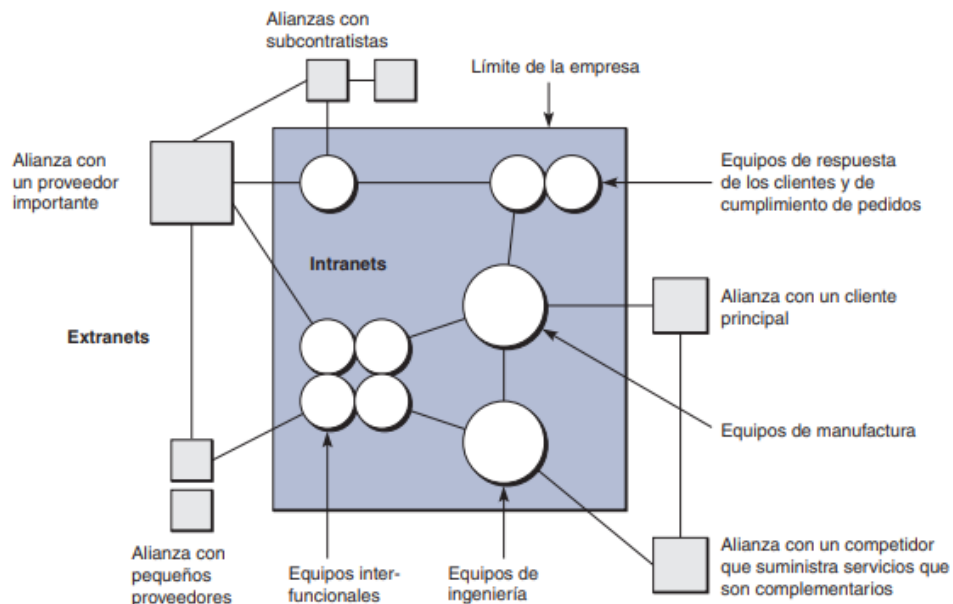 Alianzas con
subcontratistas
Límite de la empresa
Alianza con
un proveedor
importante
Equipos de respuesta
de los clientes y de
cumplimiento de pedidos
Intranets
Alianza con un cliente
principal
Extranets
Equipos de manufactura
Alianza con
pequeños
proveedores
Equipos inter-
funcionales
Equipos de
ingeniería
Alianza con un competidor
que suministra servicios que
son complementarios